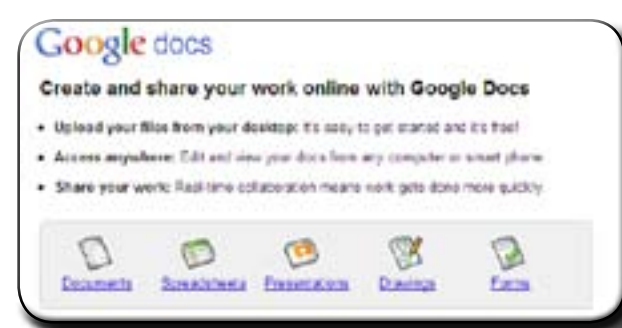 Google docs
Create and share your work online with Google Docs
• Upload your files from your desktop: It's easy to get started and it's free!
• Access anywhere: Edit and view your docs from any computer or smart phone
• Share your work: Real-time collaboration means work gets done more quickly
Documents Spreadsheets Presentations Drawings Forms